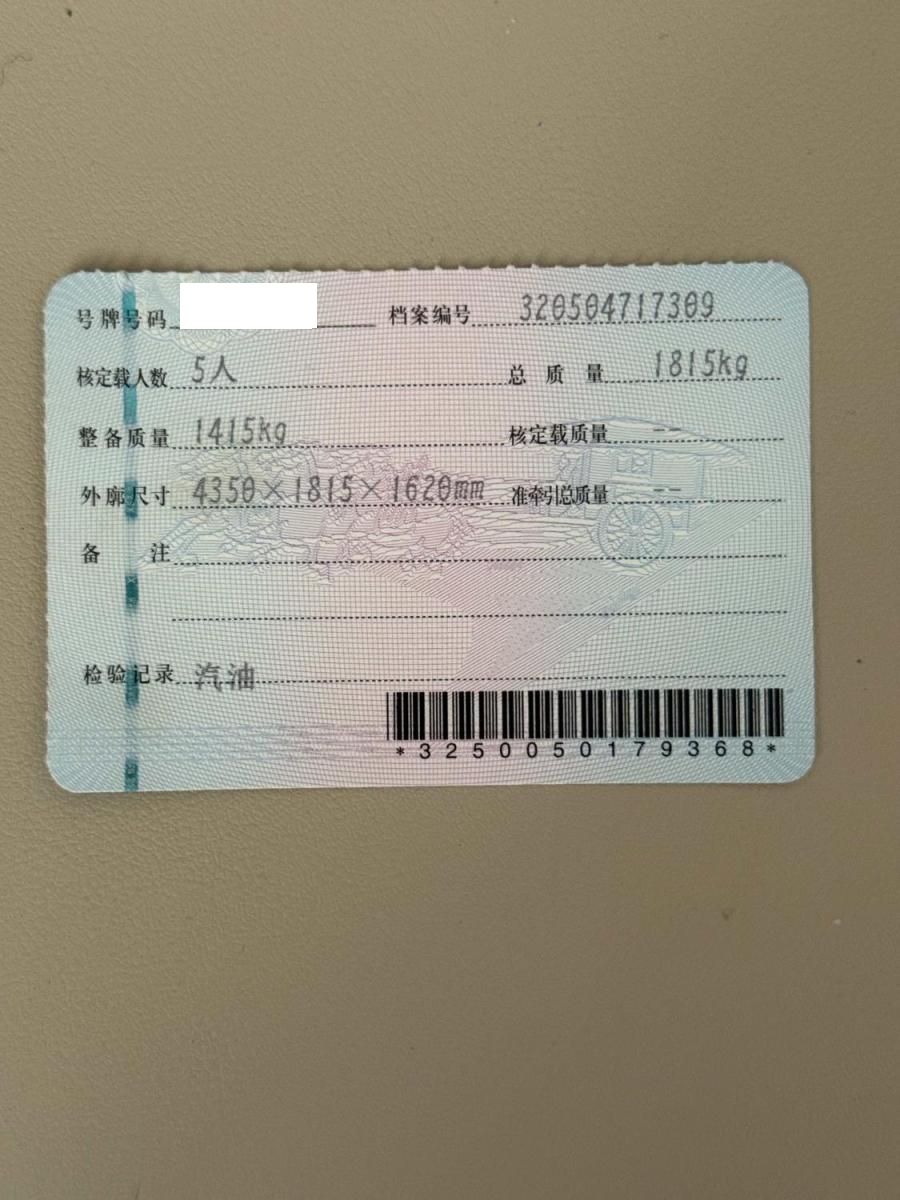 号牌号码 档案编号 320504717309
核定载人数 5人 总质量 1815kg
整备质量 1415kg 核定载质量 --
外廓尺寸 4350×1815×1620mm 准牵引总质量 --
备注
检验记录 汽油
*3250050179368*